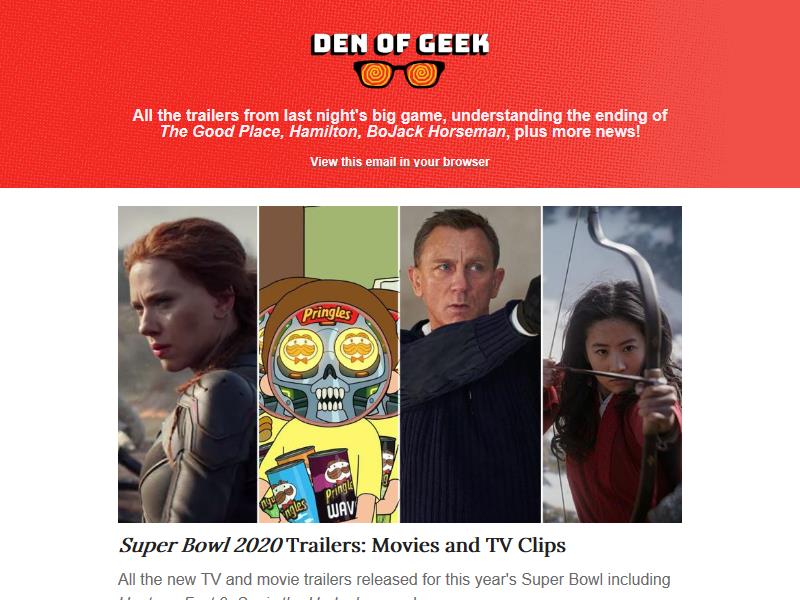 DEN OF GEEK
All the trailers from last night's big game, understanding the ending of
The Good Place, Hamilton, BoJack Horseman, plus more news!
View this email in your browser
Pringles
Pringles
WAV
Super Bowl 2020 Trailers: Movies and TV Clips
All the new TV and movie trailers released for this year's Super Bowl including